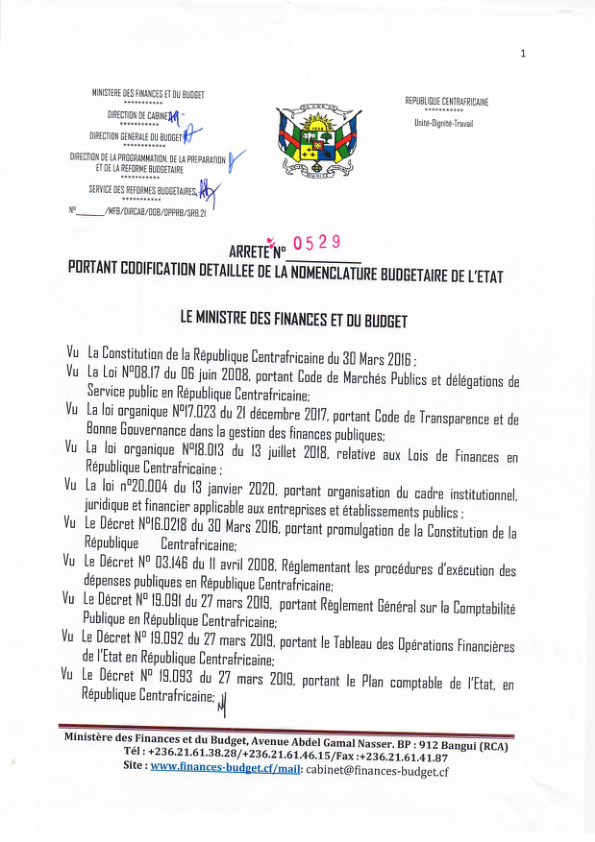 1
MINISTERE DES FINANCES ET DU BUDGET
***********
DIRECTION DE CABINET
***********
DIRECTION GENERALE DU BUDGET
***********
DIRECTION DE LA PROGRAMMATION, DE LA PREPARATION
ET DE LA REFORME BUDGETAIRE
***********
SERVICE DES REFORMES BUDGETAIRES
***********
N°_______/MFB/DIRCAB/DGB/DPPRB/SRB.21
REPUBLIQUE CENTRAFRICAINE
***********
Unité-Dignité-Travail
ARRETE N° 0529
PORTANT CODIFICATION DETAILLEE DE LA NOMENCLATURE BUDGETAIRE DE L'ETAT
LE MINISTRE DES FINANCES ET DU BUDGET
Vu La Constitution de la République Centrafricaine du 30 Mars 2016 ;
Vu La Loi N°08.17 du 06 juin 2008, portant Code de Marchés Publics et délégations de
Service public en République Centrafricaine;
Vu La loi organique N°17.023 du 21 décembre 2017, portant Code de Transparence et de
Bonne Gouvernance dans la gestion des finances publiques;
Vu La loi organique N°18.013 du 13 juillet 2018, relative aux Lois de Finances en
République Centrafricaine ;
Vu La loi n°20.004 du 13 janvier 2020, portant organisation du cadre institutionnel,
juridique et financier applicable aux entreprises et établissements publics ;
Vu Le Décret N°16.0218 du 30 Mars 2016, portant promulgation de la Constitution de la
République Centrafricaine;
Vu Le Décret N° 03.146 du 11 avril 2008, Réglementant les procédures d'exécution des
dépenses publiques en République Centrafricaine;
Vu Le Décret N° 19.091 du 27 mars 2019, portant Règlement Général sur la Comptabilité
Publique en République Centrafricaine;
Vu Le Décret N° 19.092 du 27 mars 2019, portant le Tableau des Opérations Financières
de l'Etat en République Centrafricaine;
Vu Le Décret N° 19.093 du 27 mars 2019, portant le Plan comptable de l'Etat, en
République Centrafricaine;
Ministère des Finances et du Budget, Avenue Abdel Gamal Nasser. BP : 912 Bangui (RCA)
Tél : +236.21.61.38.28/+236.21.61.46.15/Fax :+236.21.61.41.87
Site : www.finances-budget.cf/mail: cabinet@finances-budget.cf